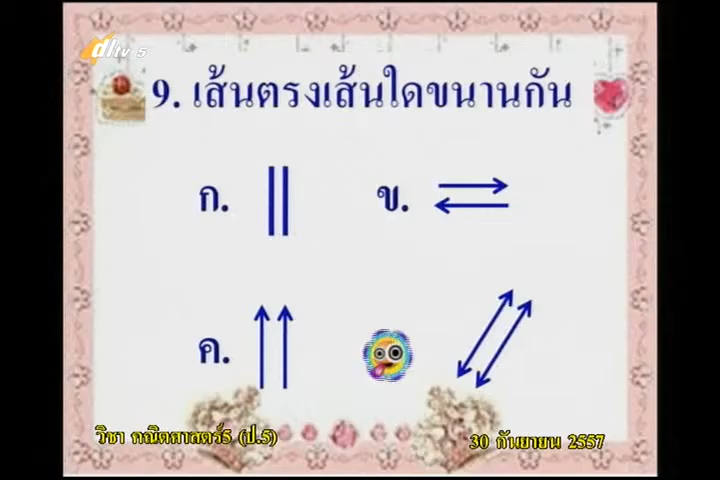 dltv 5
9. เส้นตรงเส้นใดขนานกัน
ก. ข.
ค.
วิชา คณิตศาสตร์5 (ป.5) 30 กันยายน 2557